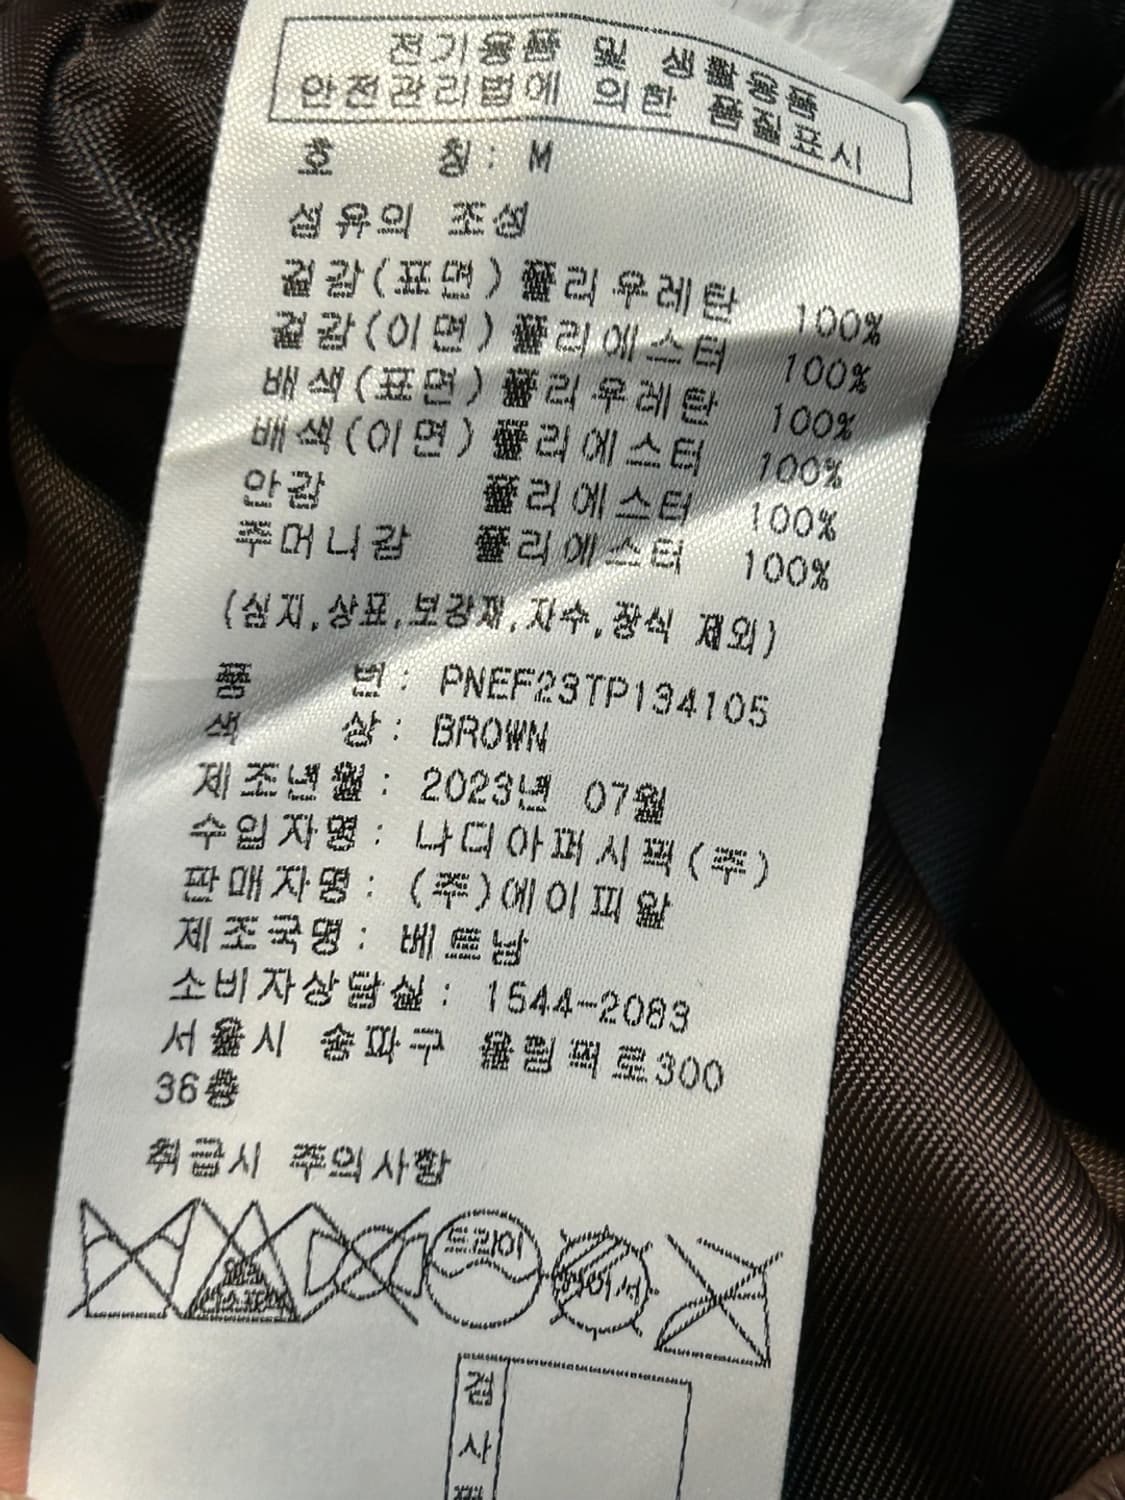 전기용품 및 생활용품
안전관리법에 의한 품질표시
호 칭: M
섬유의 조성
겉감(표면) 폴리우레탄 100%
겉감(이면) 폴리에스터 100%
배색(표면) 폴리우레탄 100%
배색(이면) 폴리에스터 100%
안감 폴리에스터 100%
주머니감 폴리에스터 100%
(심지,상표,보강재,자수,장식 제외)
품 번: PNEF23TP134105
색 상: BROWN
제조년월: 2023년 07월
수입자명: 나디아퍼시픽(주)
판매자명: (주)에이피알
제조국명: 베트남
소비자상담실: 1544-2083
서울시 송파구 올림픽로300
36층
취급시 주의사항
염소
산소표백
드라이
검
사